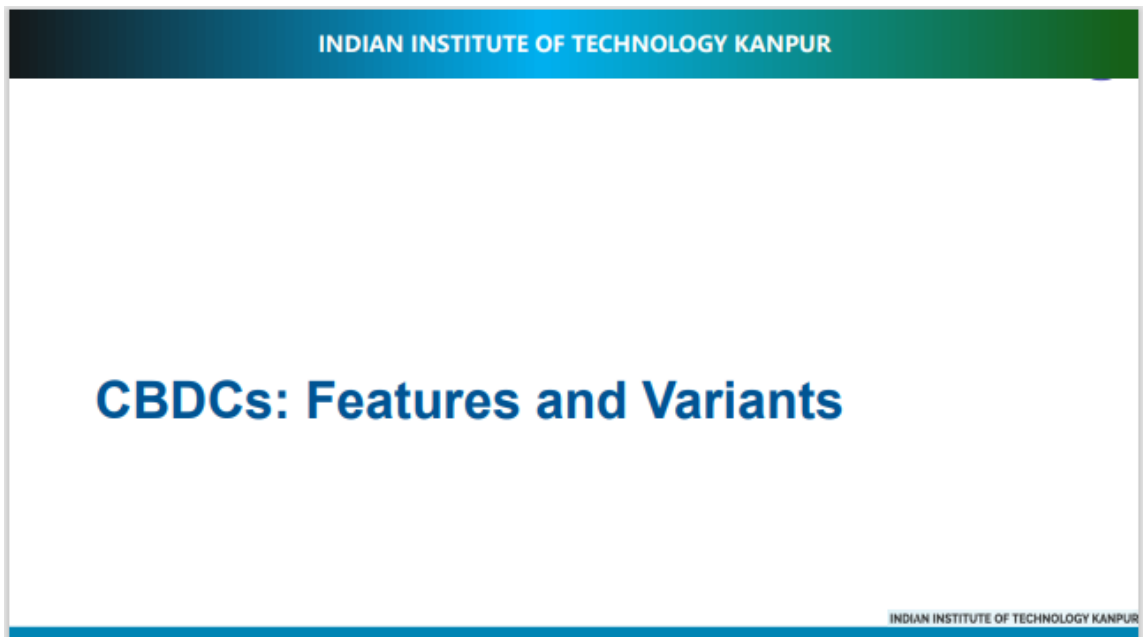 INDIAN INSTITUTE OF TECHNOLOGY KANPUR
CBDCs: Features and Variants
INDIAN INSTITUTE OF TECHNOLOGY KANPUR